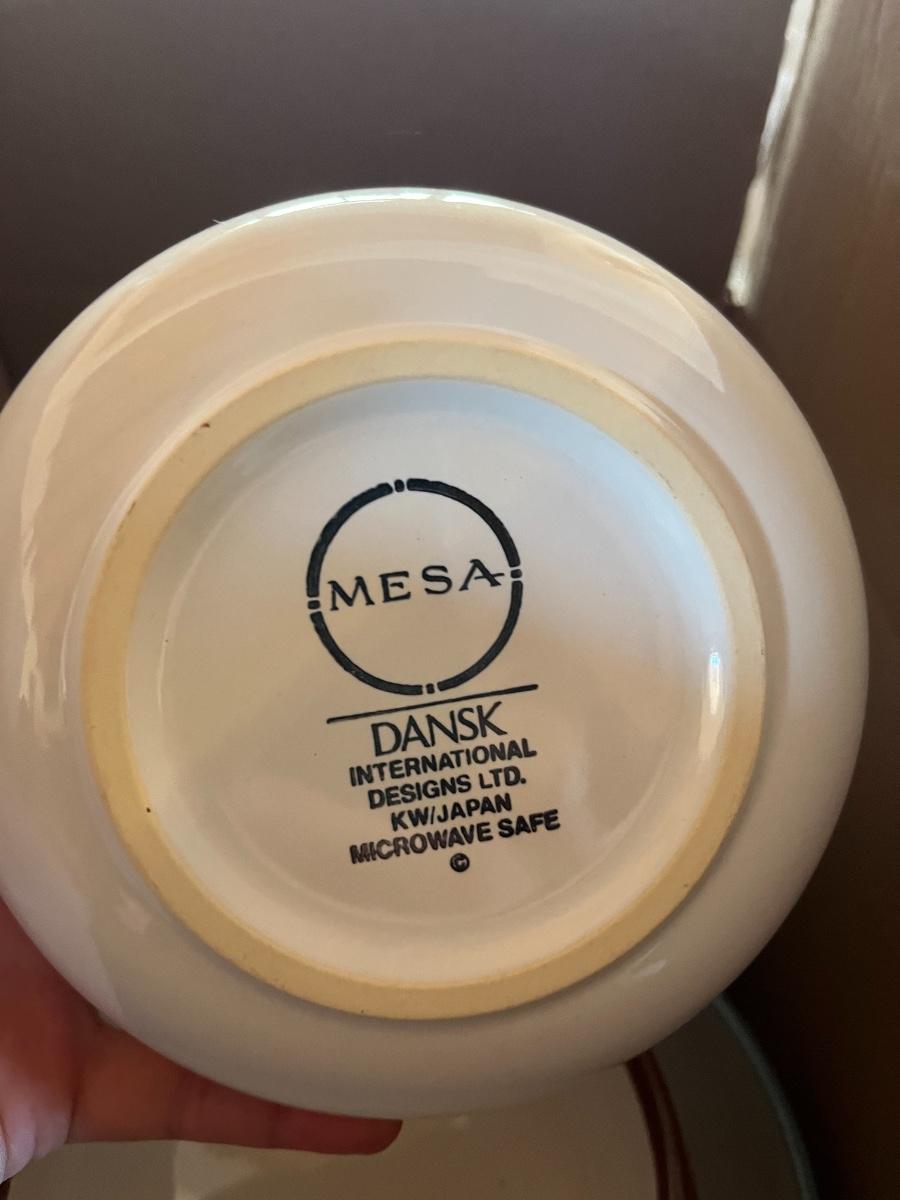 MESA
DANSK
INTERNATIONAL
DESIGNS LTD.
KW/JAPAN
MICROWAVE SAFE
©